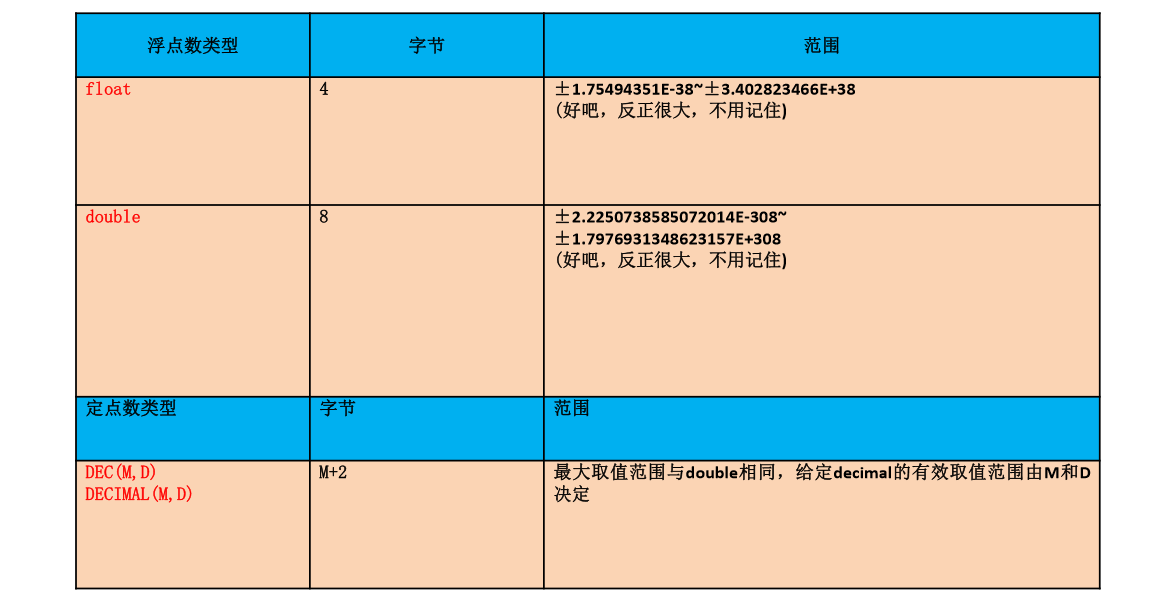 浮点数类型 字节 范围
float 4 ±1.75494351E-38~±3.402823466E+38
(好吧，反正很大，不用记住)
double 8 ±2.2250738585072014E-308~
±1.7976931348623157E+308
(好吧，反正很大，不用记住)
定点数类型 字节 范围
DEC(M,D) M+2 最大取值范围与double相同，给定decimal的有效取值范围由M和D
DECIMAL(M,D) 决定